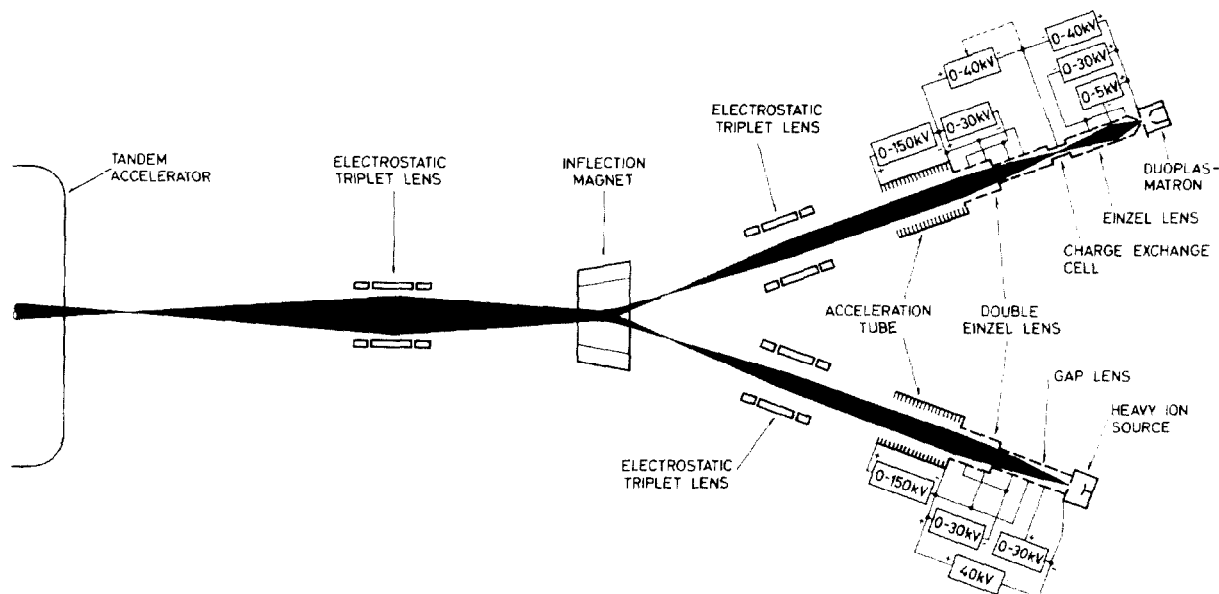 TANDEM
ACCELERATOR
ELECTROSTATIC
TRIPLET LENS
INFLECTION
MAGNET
ELECTROSTATIC
TRIPLET LENS
0-150kV
0-30kV
0-40kV
0-40kV
0-30kV
0-5kV
DUOPLAS-
MATRON
EINZEL LENS
CHARGE EXCHANGE
CELL
ACCELERATION
TUBE
DOUBLE
EINZEL LENS
GAP LENS
HEAVY ION
SOURCE
ELECTROSTATIC
TRIPLET LENS
0-150kV
0-30kV
0-30kV
40kV